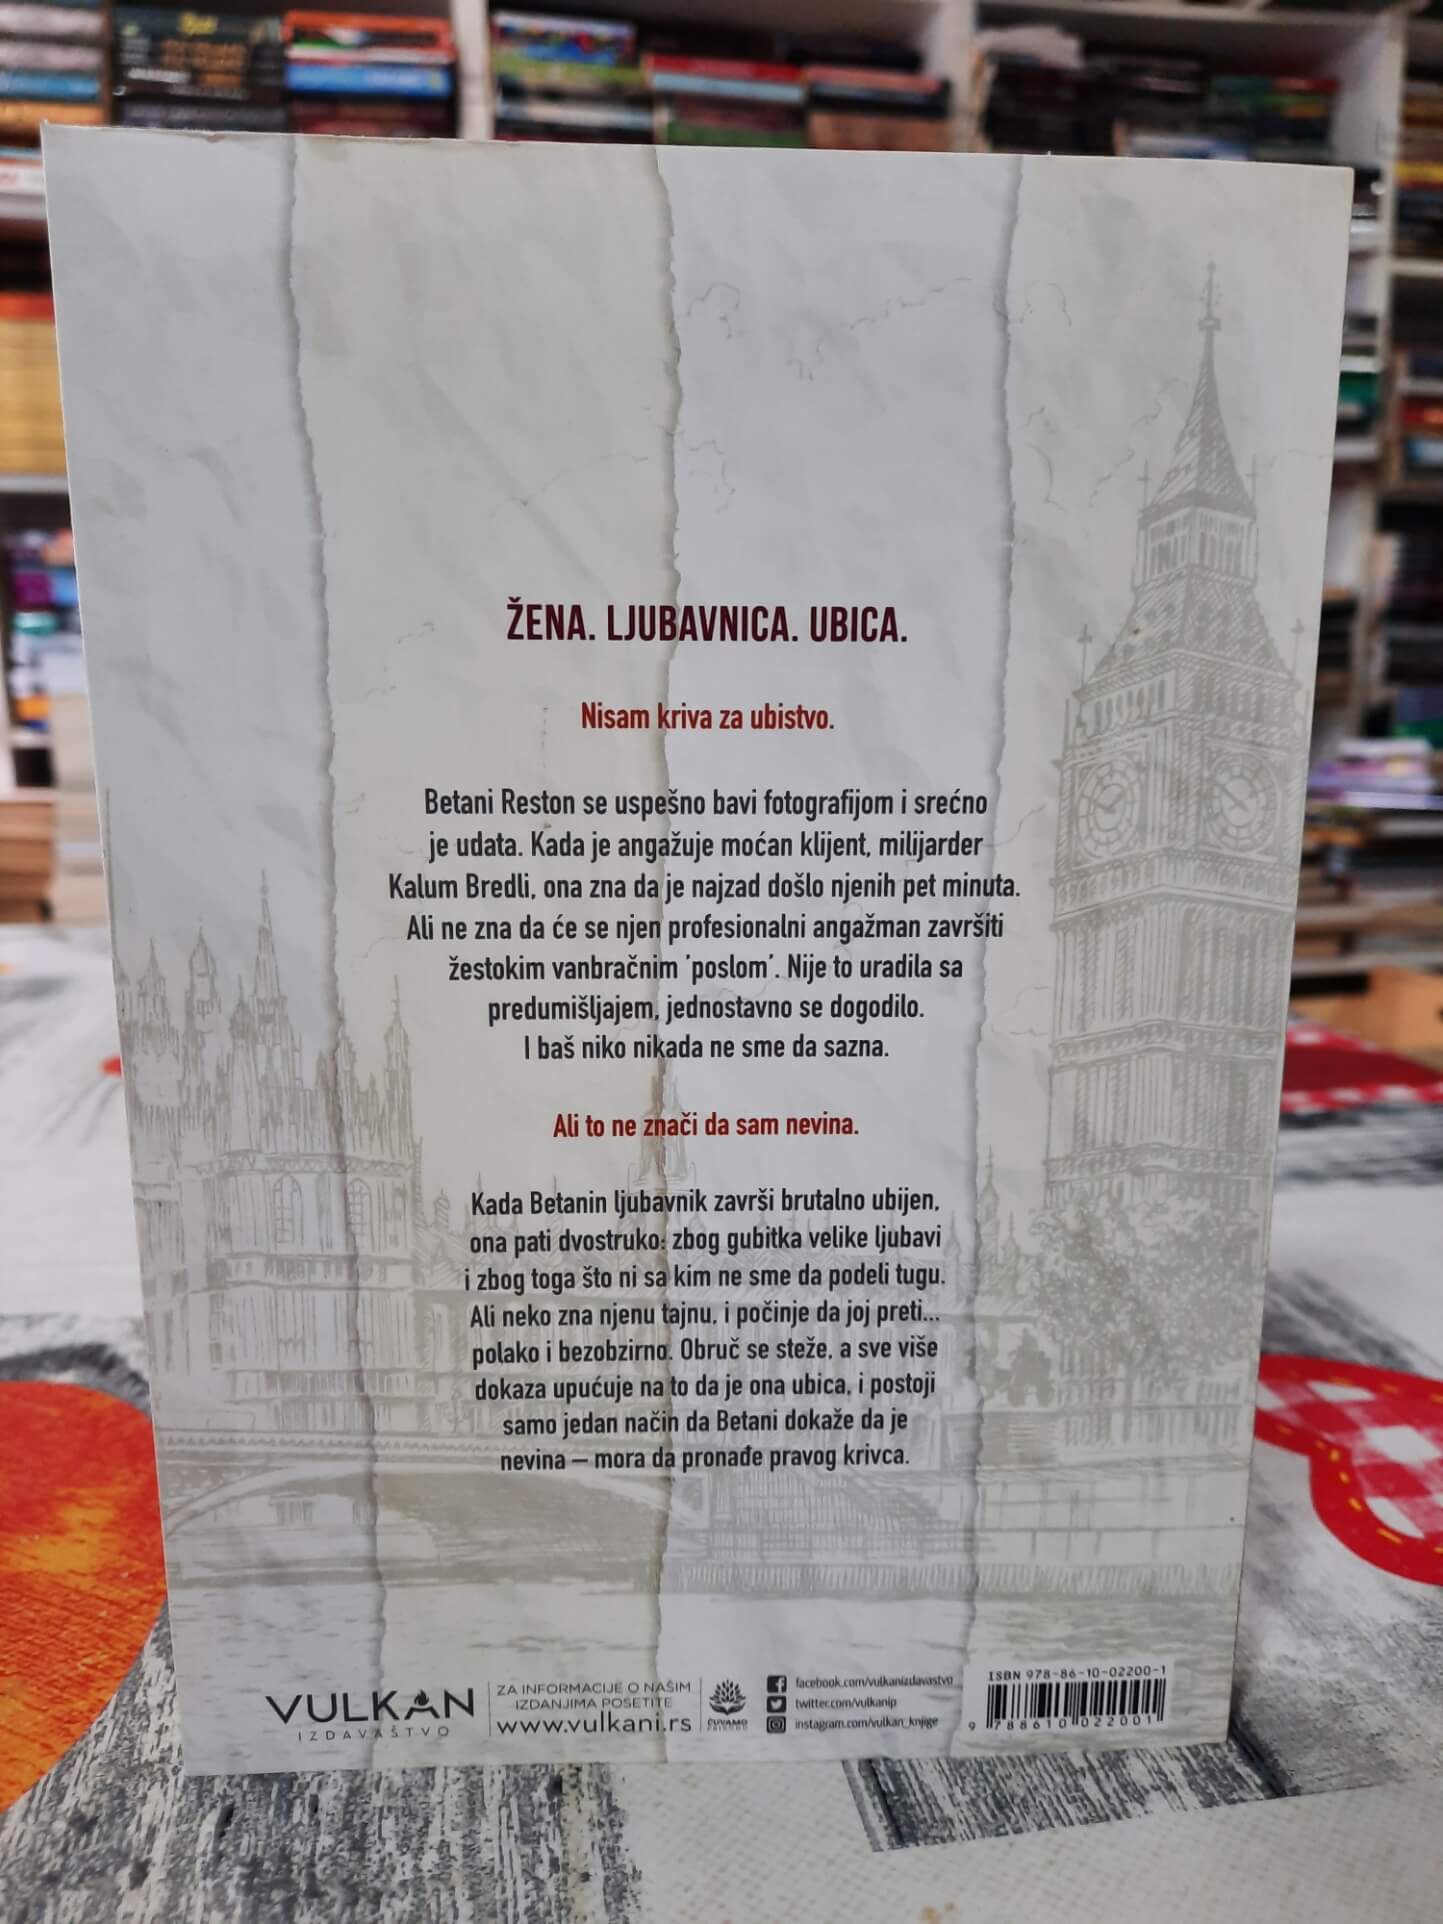 ŽENA. LJUBAVNICA. UBICA.
Nisam kriva za ubistvo.
Betani Reston se uspešno bavi fotografijom i srećno
je udata. Kada je angažuje moćan klijent, milijarder
Kalum Bredli, ona zna da je najzad došlo njenih pet minuta.
Ali ne zna da će se njen profesionalni angažman završiti
žestokim vanbračnim 'poslom'. Nije to uradila sa
predumišljajem, jednostavno se dogodilo.
I baš niko nikada ne sme da sazna.
Ali to ne znači da sam nevina.
Kada Betanin ljubavnik završi brutalno ubijen,
ona pati dvostruko: zbog gubitka velike ljubavi
i zbog toga što ni sa kim ne sme da podeli tugu.
Ali neko zna njenu tajnu, i počinje da joj preti...
polako i bezobzirno. Obruč se steže, a sve više
dokaza upućuje na to da je ona ubica, i postoji
samo jedan način da Betani dokaže da je
nevina – mora da pronađe pravog krivca.
VULKAN
IZDAVAŠTVO
ZA INFORMACIJE O NAŠIM
IZDANJIMA POSETITE
www.vulkani.rs
ČUVAMO
facebook.com/vulkanizdavastvo
twitter.com/vulkanip
instagram.com/vulkan_knjige
ISBN 978-86-10-02200-1
9 788610 022001